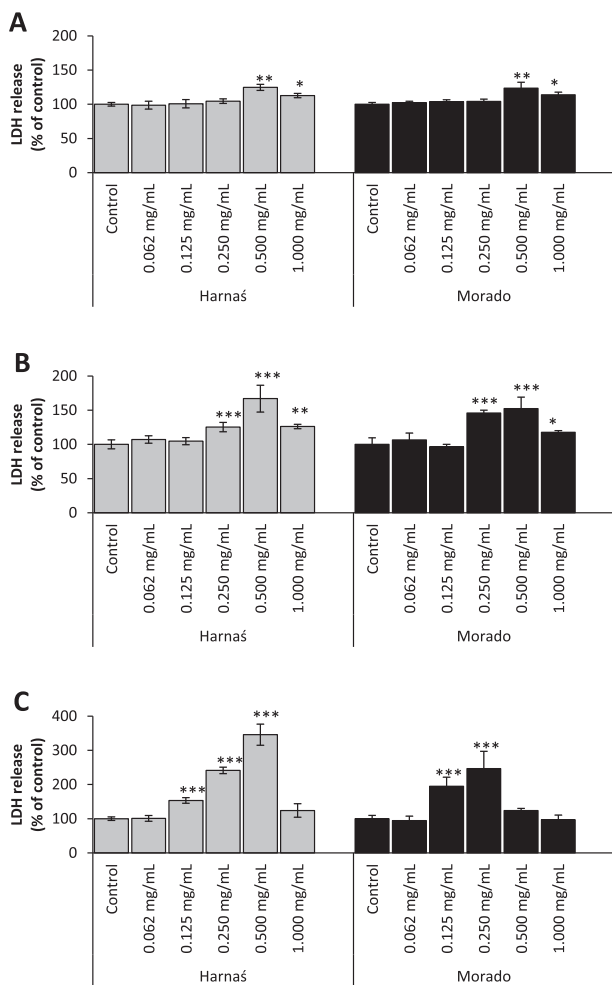 A
LDH release
(% of control)
200
150
100
50
0
** * ** *
Control 0.062 mg/mL 0.125 mg/mL 0.250 mg/mL 0.500 mg/mL 1.000 mg/mL Control 0.062 mg/mL 0.125 mg/mL 0.250 mg/mL 0.500 mg/mL 1.000 mg/mL
Harnaś Morado
B
LDH release
(% of control)
200
150
100
50
0
*** *** ** *** *** *
Control 0.062 mg/mL 0.125 mg/mL 0.250 mg/mL 0.500 mg/mL 1.000 mg/mL Control 0.062 mg/mL 0.125 mg/mL 0.250 mg/mL 0.500 mg/mL 1.000 mg/mL
Harnaś Morado
C
LDH release
(% of control)
400
300
200
100
0
*** *** *** *** ***
Control 0.062 mg/mL 0.125 mg/mL 0.250 mg/mL 0.500 mg/mL 1.000 mg/mL Control 0.062 mg/mL 0.125 mg/mL 0.250 mg/mL 0.500 mg/mL 1.000 mg/mL
Harnaś Morado